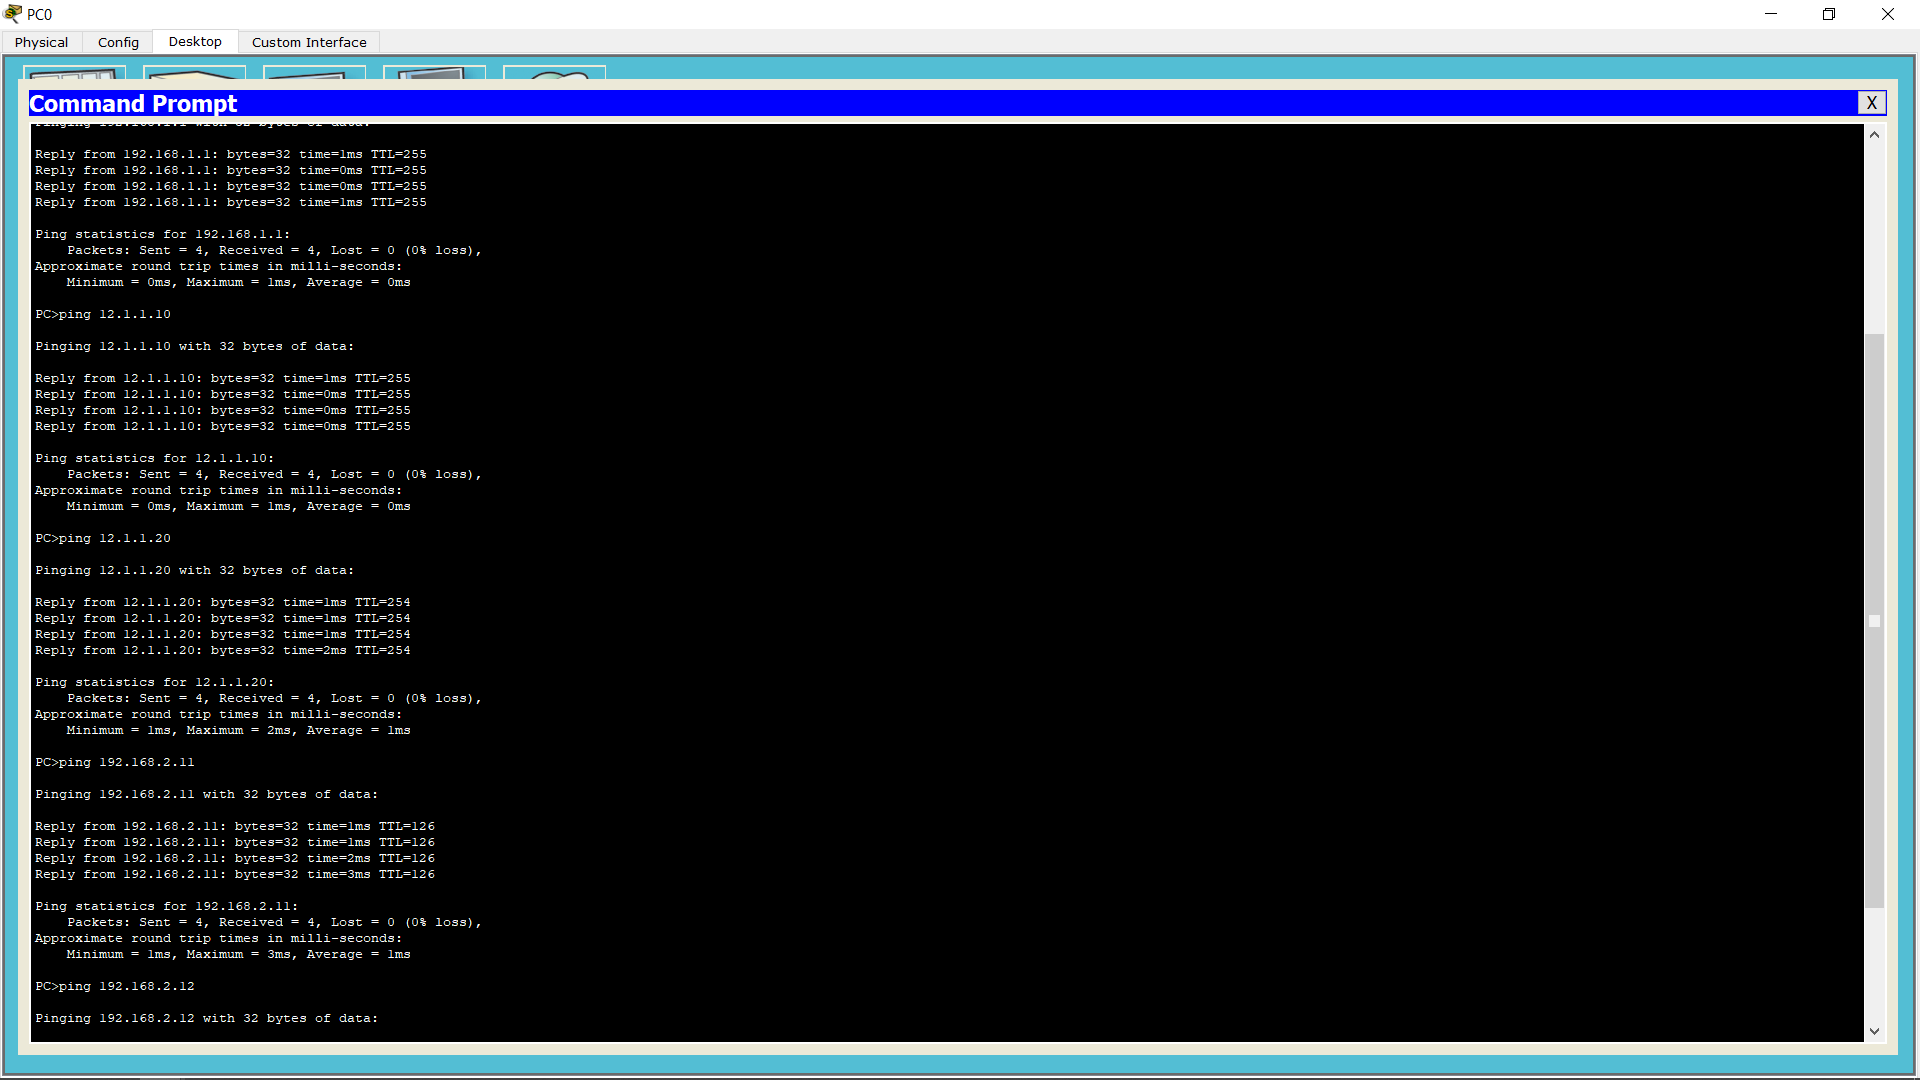 PC0
Physical
Config
Desktop
Custom Interface
Command Prompt
X
Pinging 192.168.1.1 with 32 bytes of data:
Reply from 192.168.1.1: bytes=32 time=1ms TTL=255
Reply from 192.168.1.1: bytes=32 time=0ms TTL=255
Reply from 192.168.1.1: bytes=32 time=0ms TTL=255
Reply from 192.168.1.1: bytes=32 time=1ms TTL=255
Ping statistics for 192.168.1.1:
Packets: Sent = 4, Received = 4, Lost = 0 (0% loss),
Approximate round trip times in milli-seconds:
Minimum = 0ms, Maximum = 1ms, Average = 0ms
PC>ping 12.1.1.10
Pinging 12.1.1.10 with 32 bytes of data:
Reply from 12.1.1.10: bytes=32 time=1ms TTL=255
Reply from 12.1.1.10: bytes=32 time=0ms TTL=255
Reply from 12.1.1.10: bytes=32 time=0ms TTL=255
Reply from 12.1.1.10: bytes=32 time=0ms TTL=255
Ping statistics for 12.1.1.10:
Packets: Sent = 4, Received = 4, Lost = 0 (0% loss),
Approximate round trip times in milli-seconds:
Minimum = 0ms, Maximum = 1ms, Average = 0ms
PC>ping 12.1.1.20
Pinging 12.1.1.20 with 32 bytes of data:
Reply from 12.1.1.20: bytes=32 time=1ms TTL=254
Reply from 12.1.1.20: bytes=32 time=1ms TTL=254
Reply from 12.1.1.20: bytes=32 time=1ms TTL=254
Reply from 12.1.1.20: bytes=32 time=2ms TTL=254
Ping statistics for 12.1.1.20:
Packets: Sent = 4, Received = 4, Lost = 0 (0% loss),
Approximate round trip times in milli-seconds:
Minimum = 1ms, Maximum = 2ms, Average = 1ms
PC>ping 192.168.2.11
Pinging 192.168.2.11 with 32 bytes of data:
Reply from 192.168.2.11: bytes=32 time=1ms TTL=126
Reply from 192.168.2.11: bytes=32 time=1ms TTL=126
Reply from 192.168.2.11: bytes=32 time=2ms TTL=126
Reply from 192.168.2.11: bytes=32 time=3ms TTL=126
Ping statistics for 192.168.2.11:
Packets: Sent = 4, Received = 4, Lost = 0 (0% loss),
Approximate round trip times in milli-seconds:
Minimum = 1ms, Maximum = 3ms, Average = 1ms
PC>ping 192.168.2.12
Pinging 192.168.2.12 with 32 bytes of data: